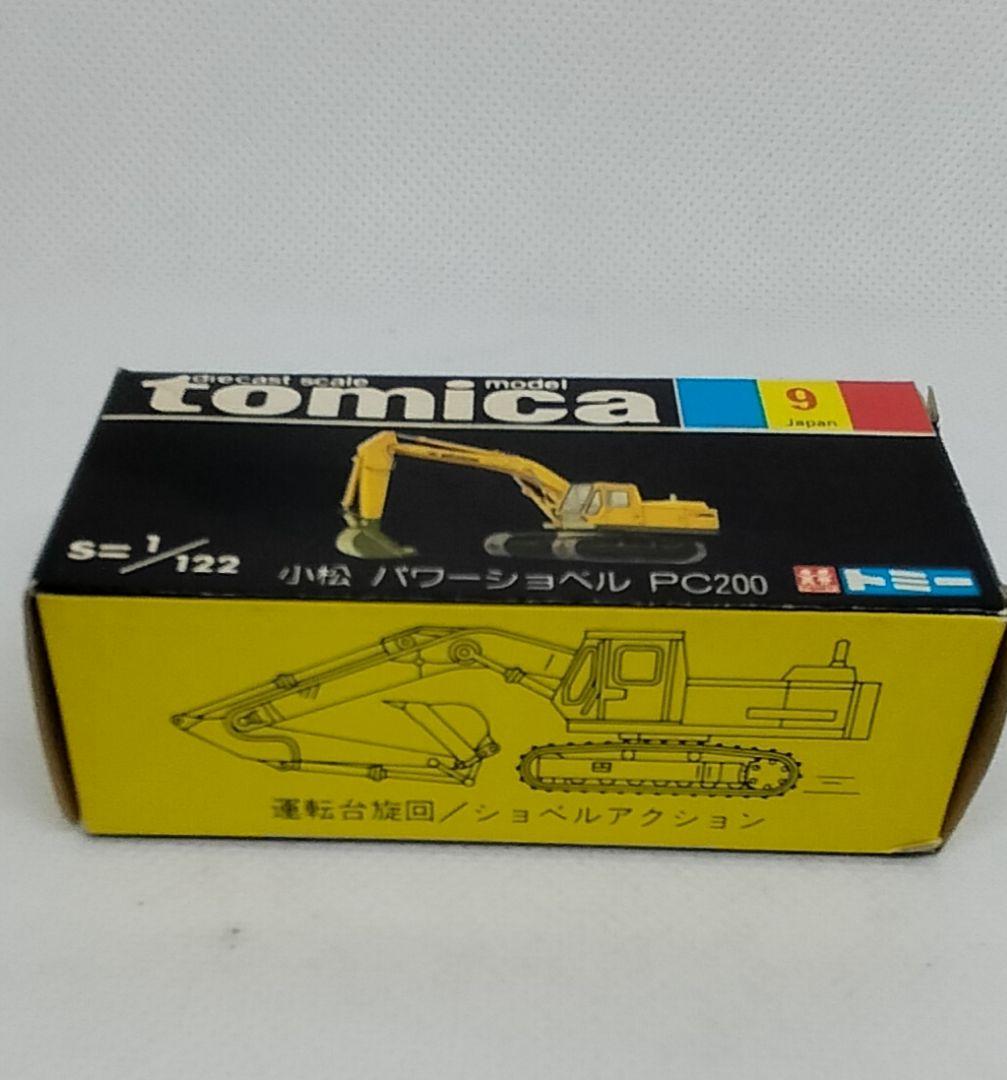 diecast scale model
tomica
9
Japan
S=1/122
小松 パワーショベル PC200
トミー
運転台旋回/ショベルアクション